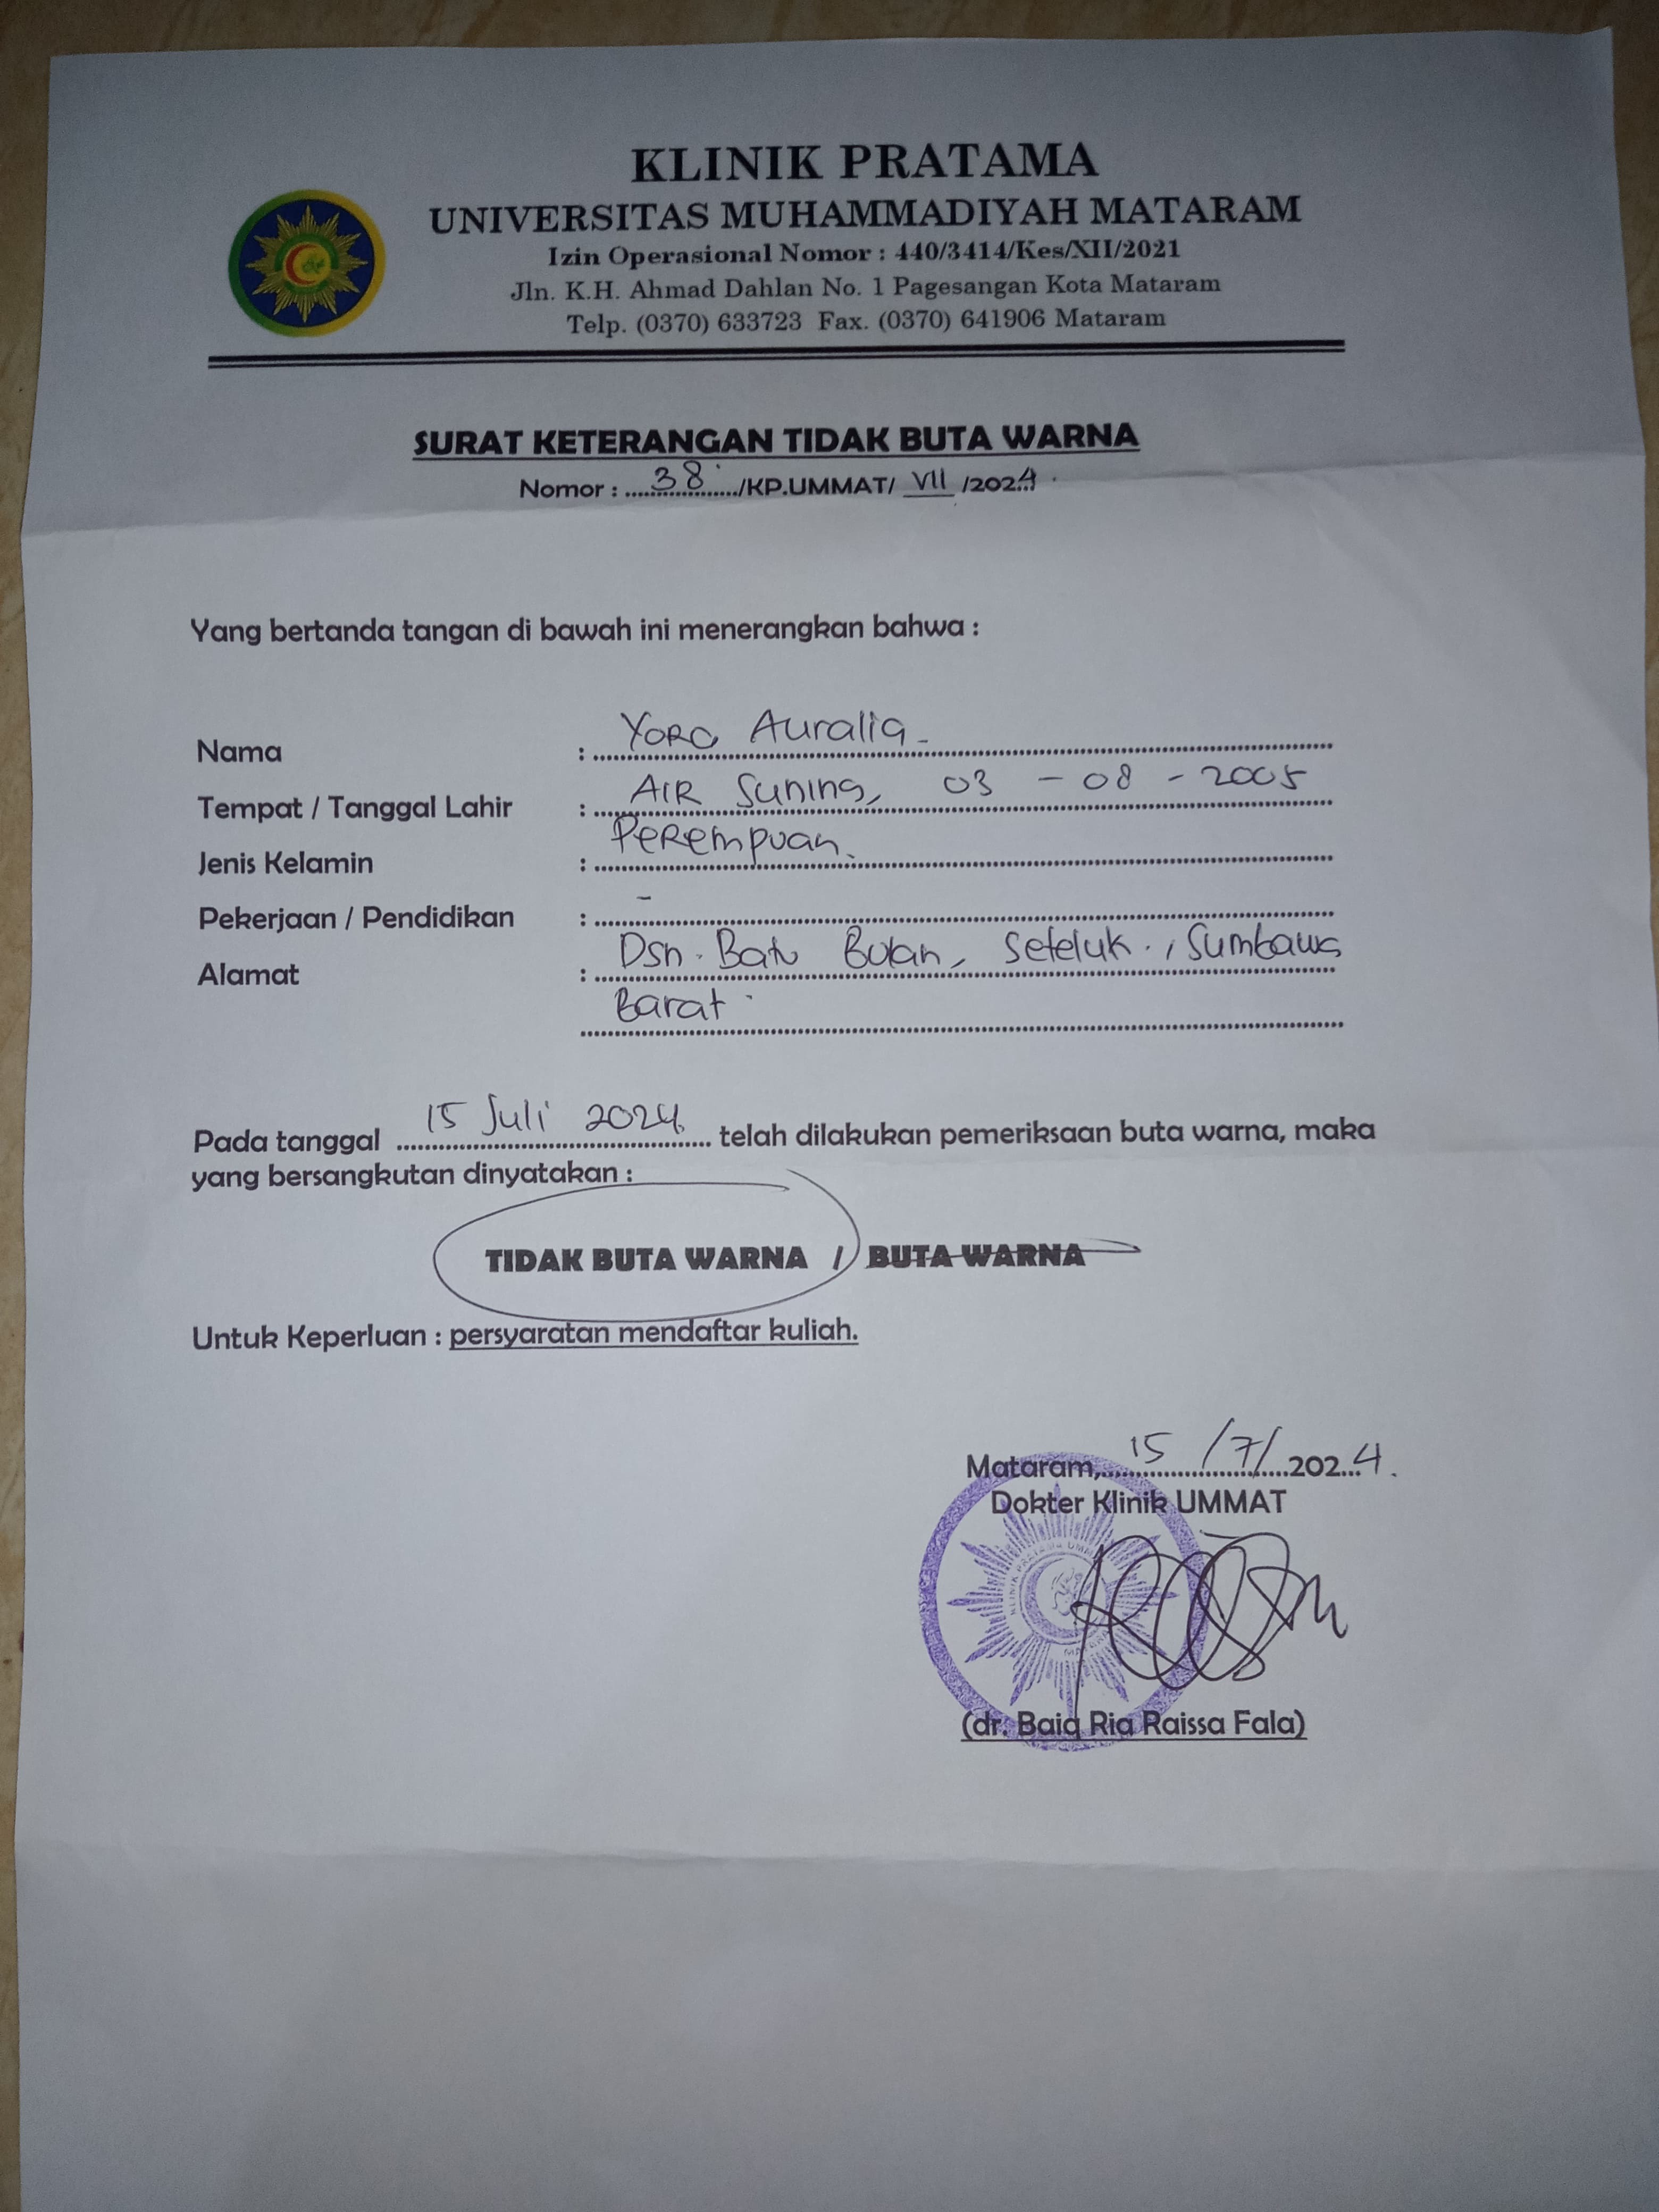 KLINIK PRATAMA
UNIVERSITAS MUHAMMADIYAH MATARAM
Izin Operasional Nomor : 440/3414/Kes/XII/2021
Jln. K.H. Ahmad Dahlan No. 1 Pagesangan Kota Mataram
Telp. (0370) 633723 Fax. (0370) 641906 Mataram
SURAT KETERANGAN TIDAK BUTA WARNA
Nomor : 38 /KP.UMMAT/ VII /2024
Yang bertanda tangan di bawah ini menerangkan bahwa :
Nama : Yora Auralia
Tempat / Tanggal Lahir : AIR Suning, 03 - 08 - 2005
Jenis Kelamin : Perempuan.
Pekerjaan / Pendidikan : -
Alamat : Dsn. Batu Bulan, Seteluk, Sumbawa
Barat
Pada tanggal 15 Juli 2024 telah dilakukan pemeriksaan buta warna, maka
yang bersangkutan dinyatakan :
TIDAK BUTA WARNA / BUTA WARNA
Untuk Keperluan : persyaratan mendaftar kuliah.
Mataram, 15 /7/ 2024.
Dokter Klinik UMMAT
KLINIK PRATAMA UMMAT
(dr. Baiq Ria Raissa Fala)